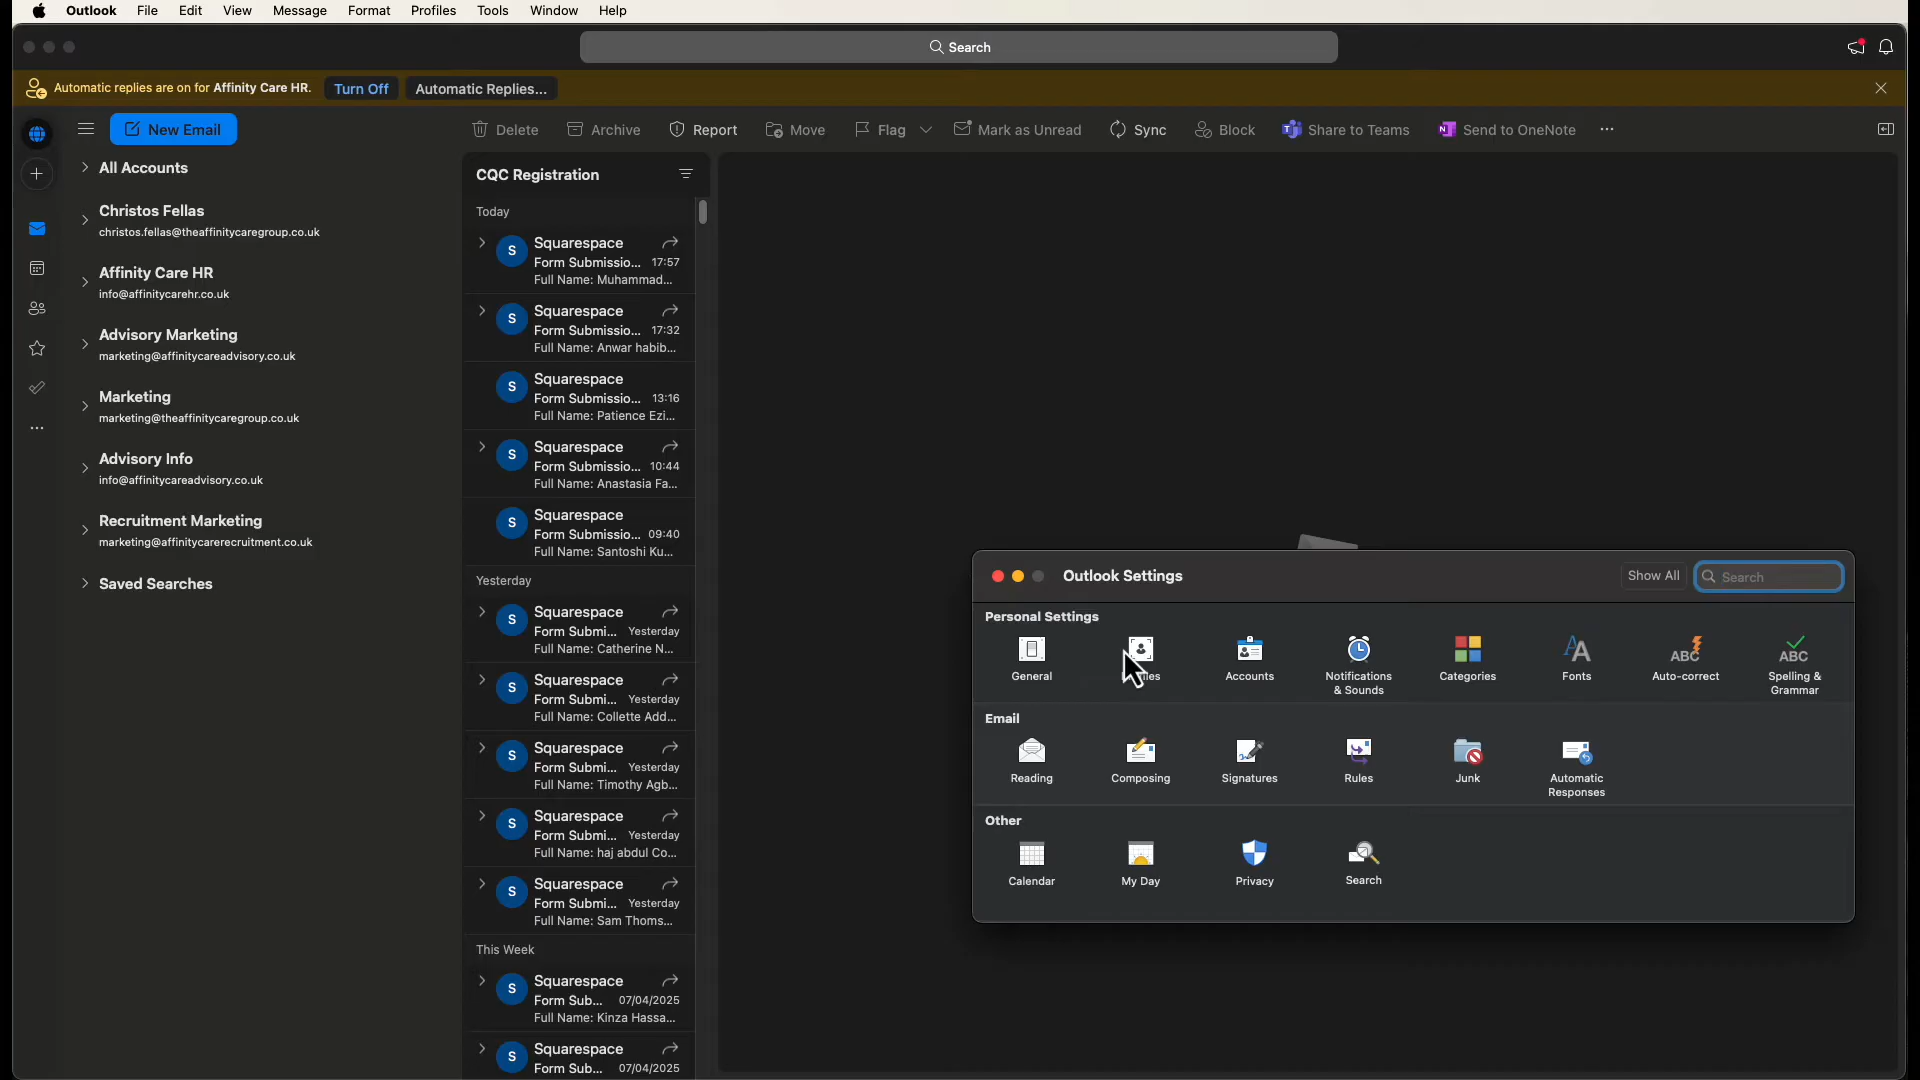 Outlook File Edit View Message Format Profiles Tools Window Help
Search
Automatic replies are on for Affinity Care HR. Turn Off Automatic Replies...
New Email
Delete Archive Report Move Flag Mark as Unread Sync Block Share to Teams Send to OneNote
All Accounts
Christos Fellas
christos.fellas@theaffinitycaregroup.co.uk
Affinity Care HR
info@affinitycarehr.co.uk
Advisory Marketing
marketing@affinitycareadvisory.co.uk
Marketing
marketing@theaffinitycaregroup.co.uk
Advisory Info
info@affinitycareadvisory.co.uk
Recruitment Marketing
marketing@affinitycarerecruitment.co.uk
Saved Searches
CQC Registration
Today
S
Squarespace
Form Submissio... 17:57
Full Name: Muhammad...
S
Squarespace
Form Submissio... 17:32
Full Name: Anwar habib...
S
Squarespace
Form Submissio... 13:16
Full Name: Patience Ezi...
S
Squarespace
Form Submissio... 10:44
Full Name: Anastasia Fa...
S
Squarespace
Form Submissio... 09:40
Full Name: Santoshi Ku...
Yesterday
S
Squarespace
Form Submi... Yesterday
Full Name: Catherine N...
S
Squarespace
Form Submi... Yesterday
Full Name: Collette Add...
S
Squarespace
Form Submi... Yesterday
Full Name: Timothy Agb...
S
Squarespace
Form Submi... Yesterday
Full Name: haj abdul Co...
S
Squarespace
Form Submi... Yesterday
Full Name: Sam Thoms...
This Week
S
Squarespace
Form Sub... 07/04/2025
Full Name: Kinza Hassa...
S
Squarespace
Form Sub... 07/04/2025
Outlook Settings Show All Search
Personal Settings
General Accounts Notifications & Sounds Categories Fonts Auto-correct Spelling & Grammar
Email
Reading Composing Signatures Rules Junk Automatic Responses
Other
Calendar My Day Privacy Search